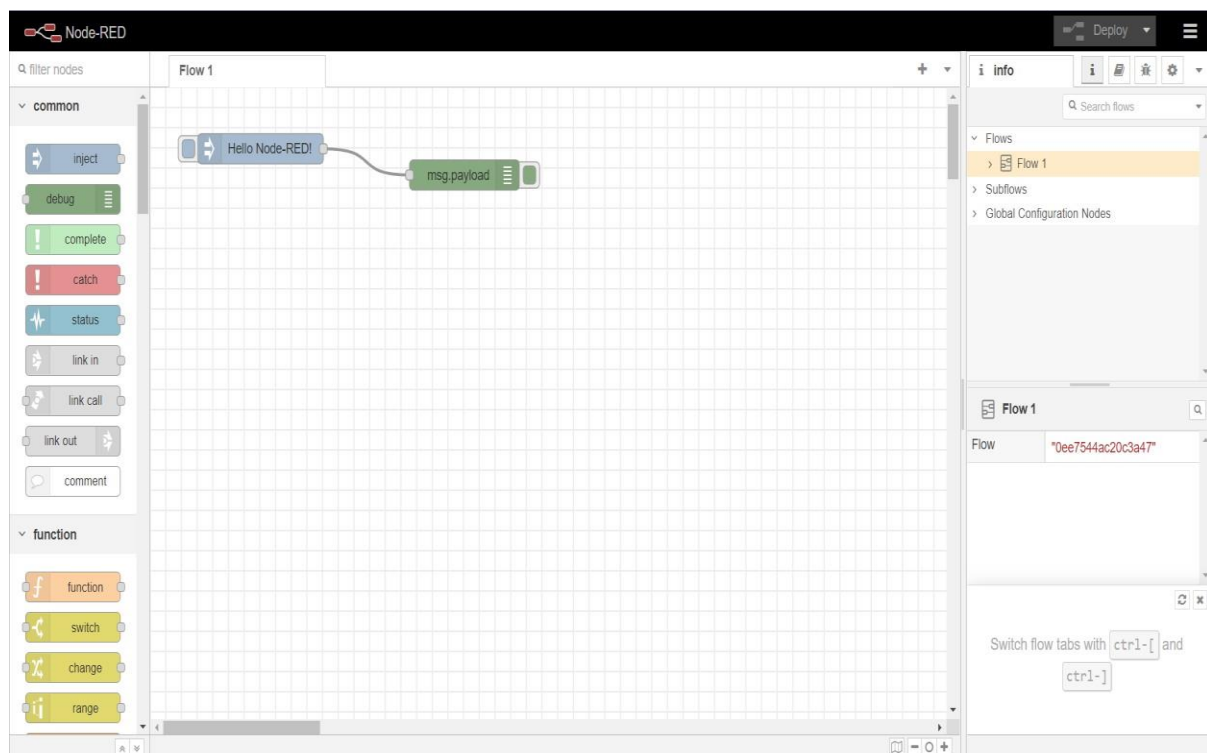 Node-RED
Deploy
filter nodes
Flow 1
info
i
common
Search flows
inject
Hello Node-RED!
msg.payload
Flows
Flow 1
Subflows
Global Configuration Nodes
debug
complete
catch
status
link in
link call
link out
comment
Flow 1
Flow "0ee7544ac20c3a47"
function
function
switch
change
range
Switch flow tabs with ctrl-[ and
ctrl-]